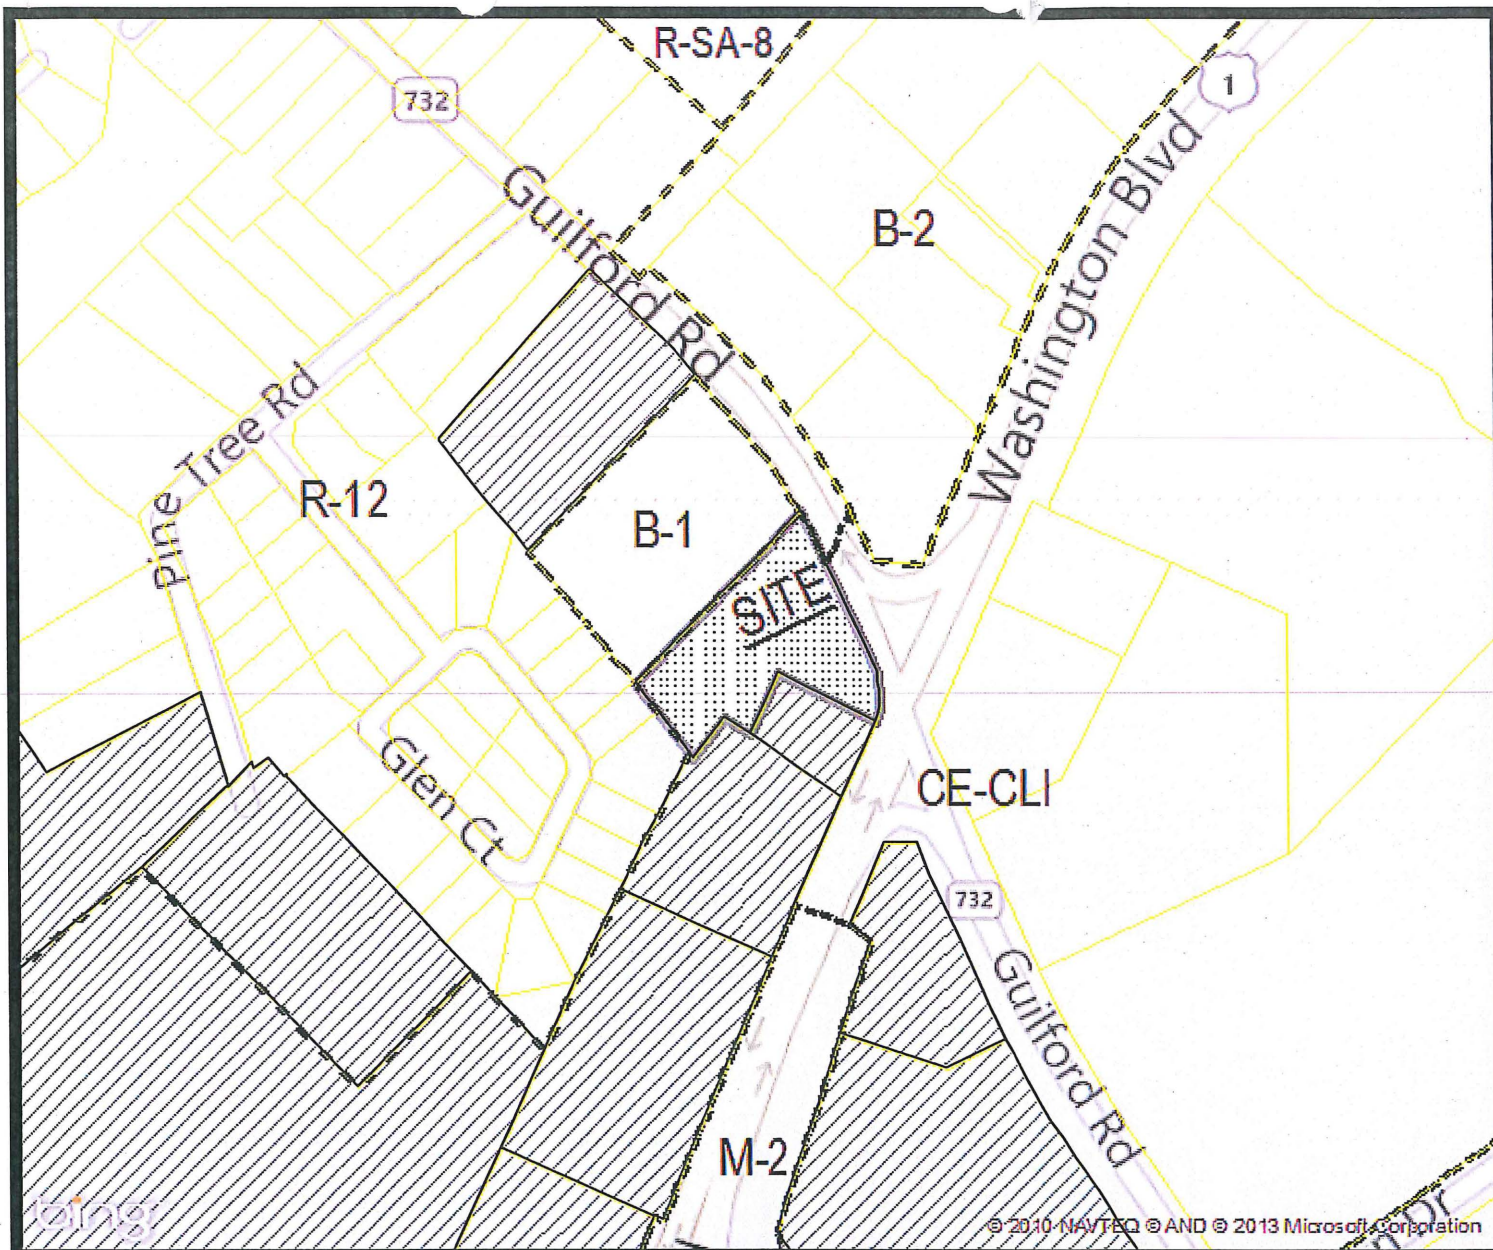 R-SA-8
732
1
Guilford Rd
B-2
Washington Blvd
Pine Tree Rd
R-12
B-1
SITE
Glen Ct
CE-CLI
732
Guilford Rd
M-2
bing
© 2010 NAVTEQ © AND © 2013 Microsoft Corporation
Dr